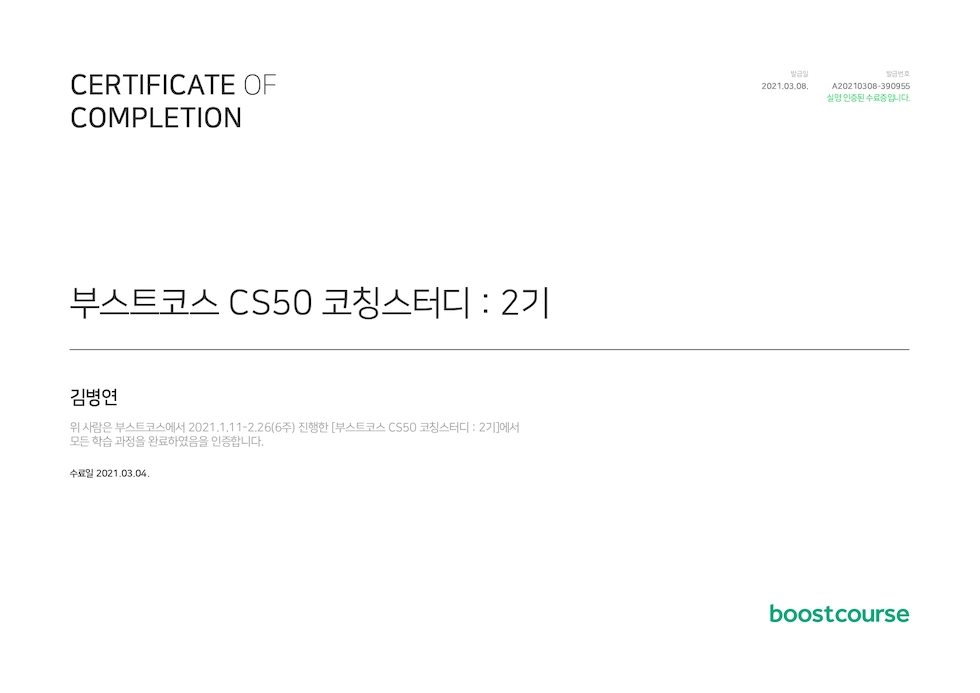 CERTIFICATE OF
COMPLETION
발급일
2021.03.08.
발급번호
A20210308-390955
실명 인증된 수료증입니다.
부스트코스 CS50 코칭스터디 : 2기
김병연
위 사람은 부스트코스에서 2021.1.11-2.26(6주) 진행한 [부스트코스 CS50 코칭스터디 : 2기]에서
모든 학습 과정을 완료하였음을 인증합니다.
수료일 2021.03.04.
boostcourse